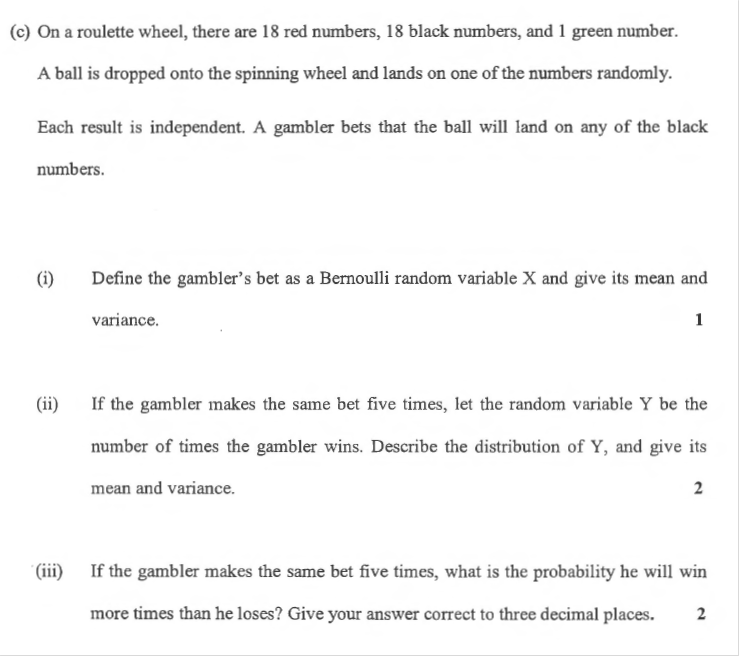 (c) On a roulette wheel, there are 18 red numbers, 18 black numbers, and 1 green number.
A ball is dropped onto the spinning wheel and lands on one of the numbers randomly.
Each result is independent. A gambler bets that the ball will land on any of the black
numbers.
(i) Define the gambler's bet as a Bernoulli random variable X and give its mean and
variance. 1
(ii) If the gambler makes the same bet five times, let the random variable Y be the
number of times the gambler wins. Describe the distribution of Y, and give its
mean and variance. 2
(iii) If the gambler makes the same bet five times, what is the probability he will win
more times than he loses? Give your answer correct to three decimal places. 2